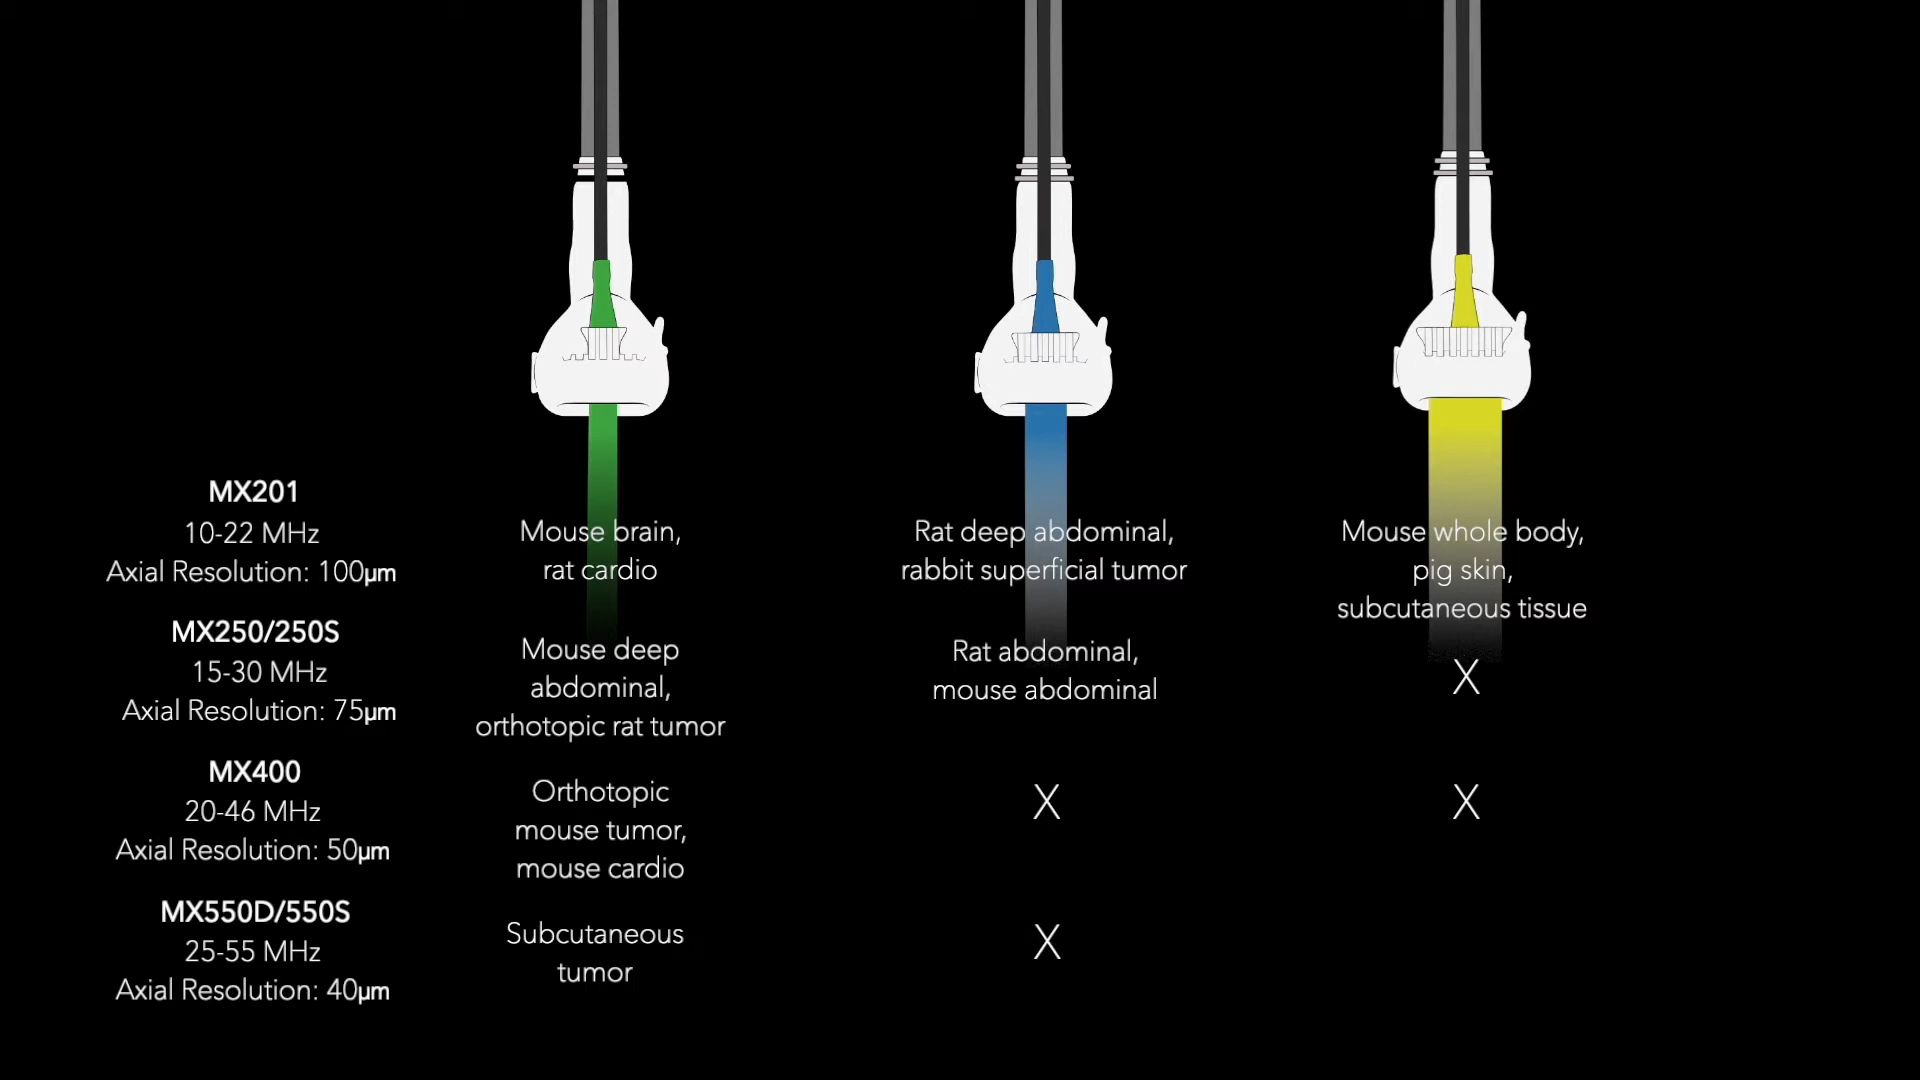 MX201
10-22 MHz
Axial Resolution: 100µm
Mouse brain,
rat cardio
Rat deep abdominal,
rabbit superficial tumor
Mouse whole body,
pig skin,
subcutaneous tissue
MX250/250S
15-30 MHz
Axial Resolution: 75µm
Mouse deep
abdominal,
orthotopic rat tumor
Rat abdominal,
mouse abdominal
X
MX400
20-46 MHz
Axial Resolution: 50µm
Orthotopic
mouse tumor,
mouse cardio
X
X
MX550D/550S
25-55 MHz
Axial Resolution: 40µm
Subcutaneous
tumor
X